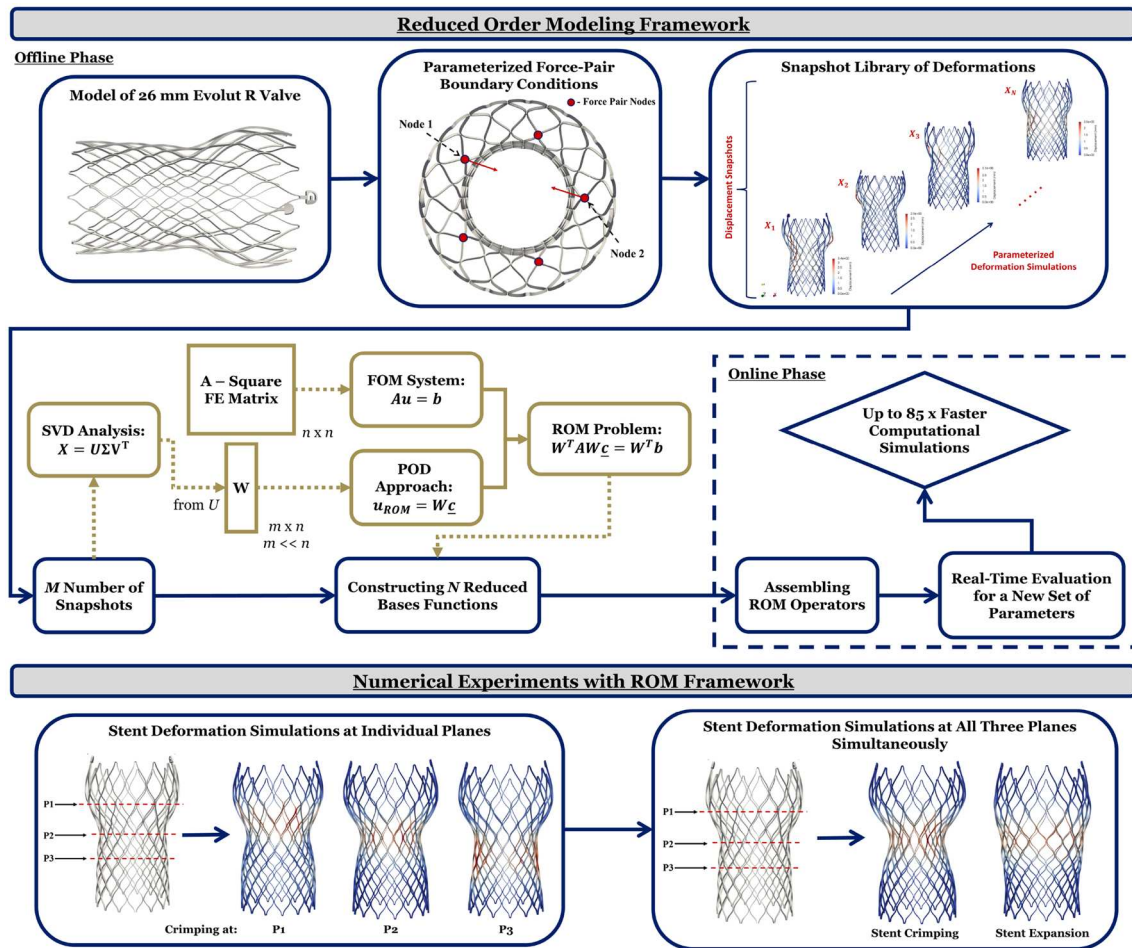 Reduced Order Modeling Framework
Offline Phase
Model of 26 mm Evolut R Valve
Parameterized Force-Pair
Boundary Conditions
- Force Pair Nodes
Node 1
Node 2
Snapshot Library of Deformations
Displacement Snapshots
X₁
X₂
X₃
X_N
Parameterized
Deformation Simulations
SVD Analysis:
X = UΣVᵀ
from U
A – Square
FE Matrix
n x n
W
m x n
m << n
FOM System:
Au = b
POD
Approach:
u_ROM = Wc
ROM Problem:
WᵀAWc = Wᵀb
M Number of
Snapshots
Constructing N Reduced
Bases Functions
Online Phase
Up to 85 x Faster
Computational
Simulations
Assembling
ROM Operators
Real-Time Evaluation
for a New Set of
Parameters
Numerical Experiments with ROM Framework
Stent Deformation Simulations at Individual Planes
P1
P2
P3
Crimping at: P1 P2 P3
Stent Deformation Simulations at All Three Planes
Simultaneously
P1
P2
P3
Stent Crimping
Stent Expansion